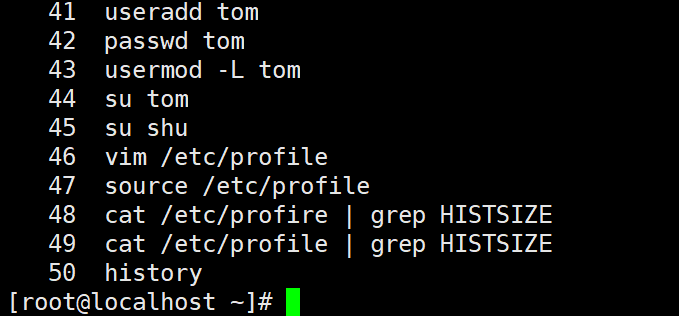 41 useradd tom
42 passwd tom
43 usermod -L tom
44 su tom
45 su shu
46 vim /etc/profile
47 source /etc/profile
48 cat /etc/profire | grep HISTSIZE
49 cat /etc/profile | grep HISTSIZE
50 history
[root@localhost ~]#